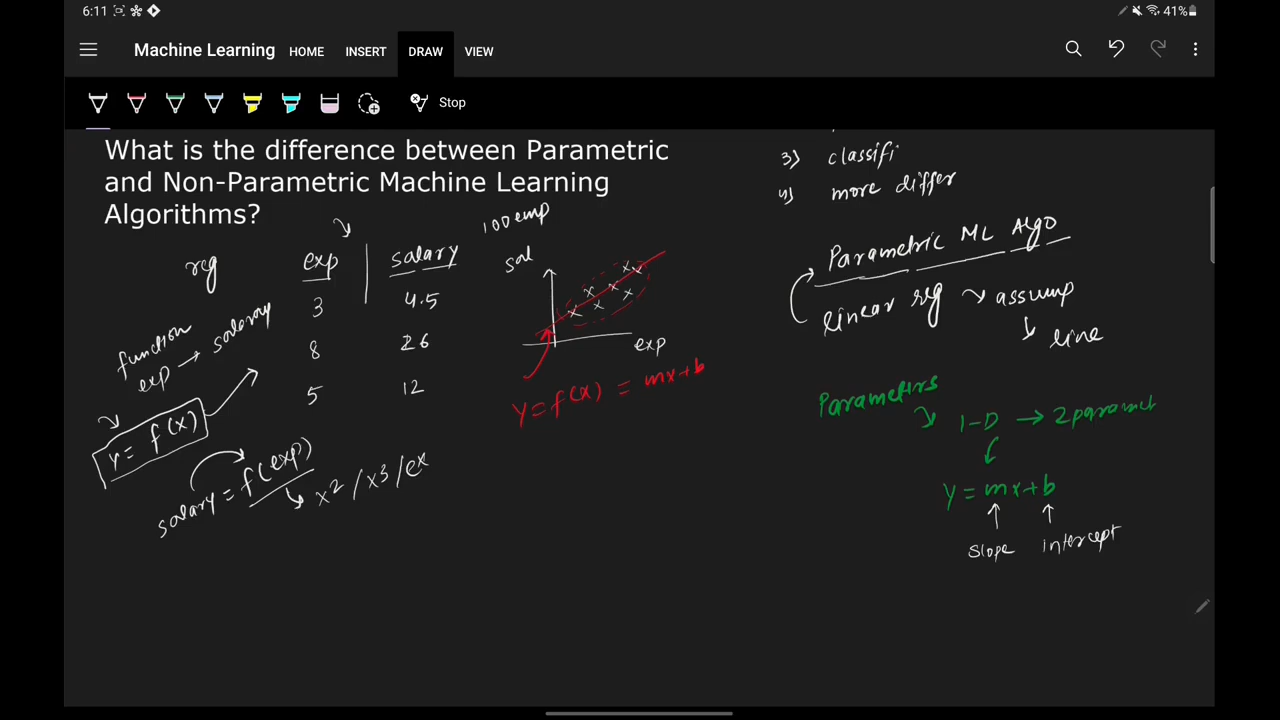 6:11 41%
Machine Learning HOME INSERT DRAW VIEW
Stop
What is the difference between Parametric
and Non-Parametric Machine Learning
Algorithms?
reg
100 emp
exp salary
3 4.5
8 26
5 12
function
exp → salary
y = f(x)
salary = f(exp)
x2 / x3 / ex
sal
exp
Y = f(x) = mx+b
3) classifi
4) more differ
Parametric ML Algo
linear reg → assump
line
Parameters
1-D → 2 paramet
Y = mx+b
slope intercept